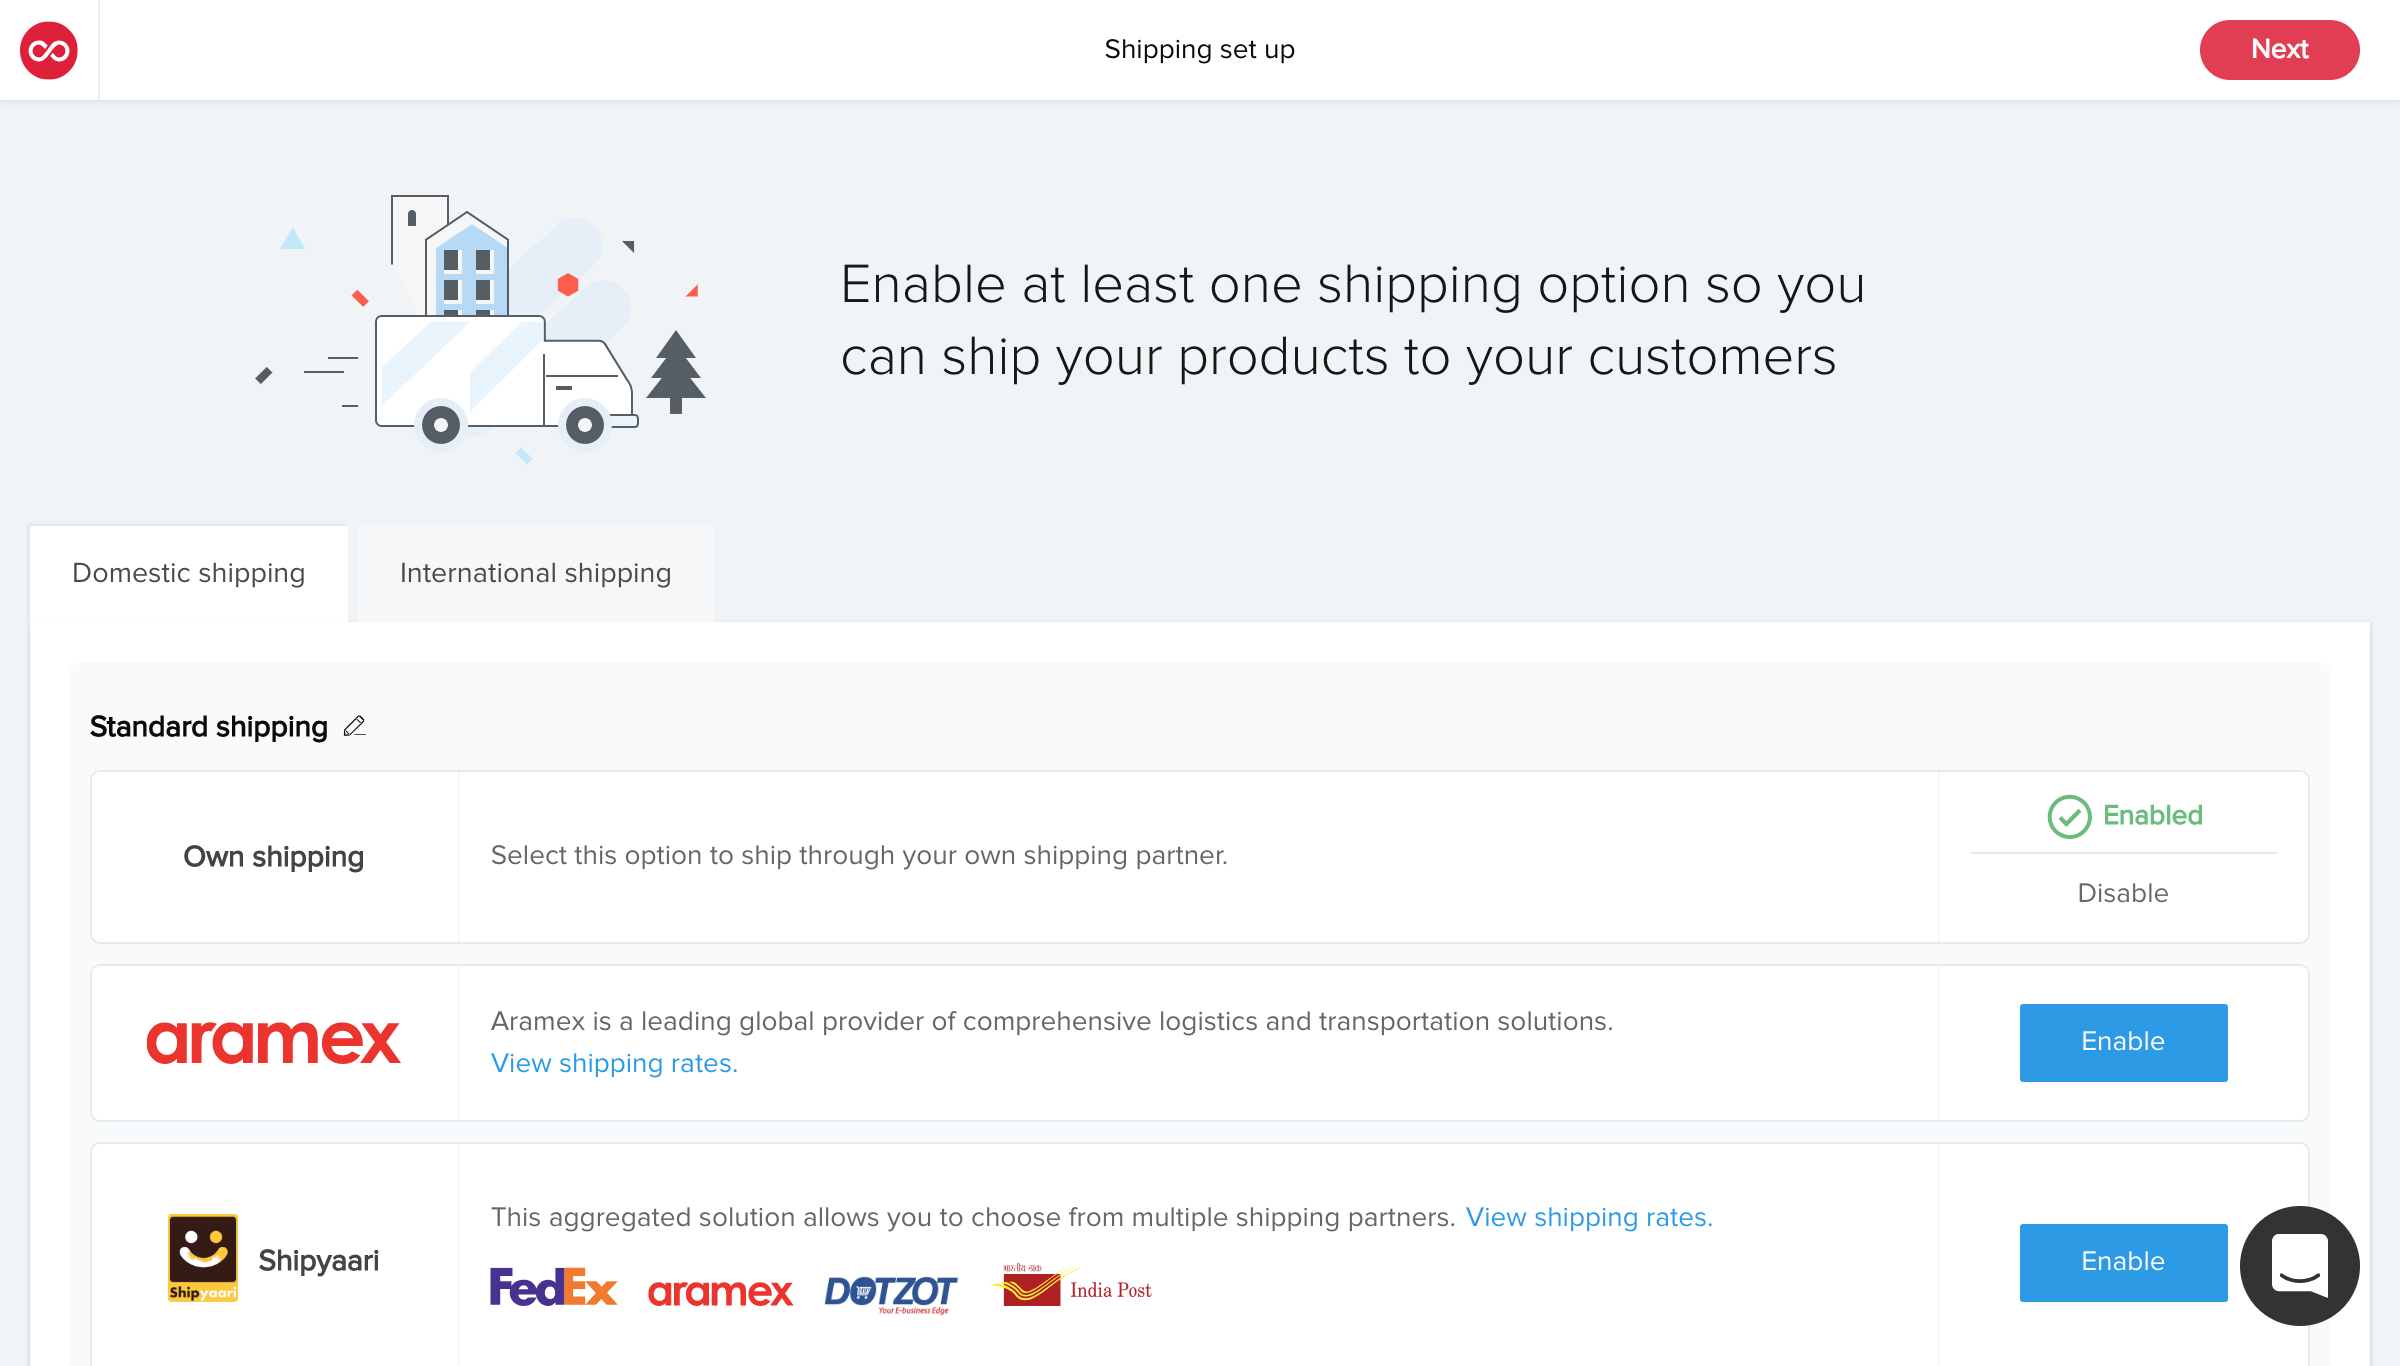 Shipping set up
Next
Enable at least one shipping option so you
can ship your products to your customers
Domestic shipping
International shipping
Standard shipping
Own shipping
Select this option to ship through your own shipping partner.
Enabled
Disable
aramex
Aramex is a leading global provider of comprehensive logistics and transportation solutions.
View shipping rates.
Enable
Shipyaari
Shipyaari
This aggregated solution allows you to choose from multiple shipping partners. View shipping rates.
FedEx
aramex
DOTZOT
Your E-business Edge
भारतीय डाक
India Post
Enable